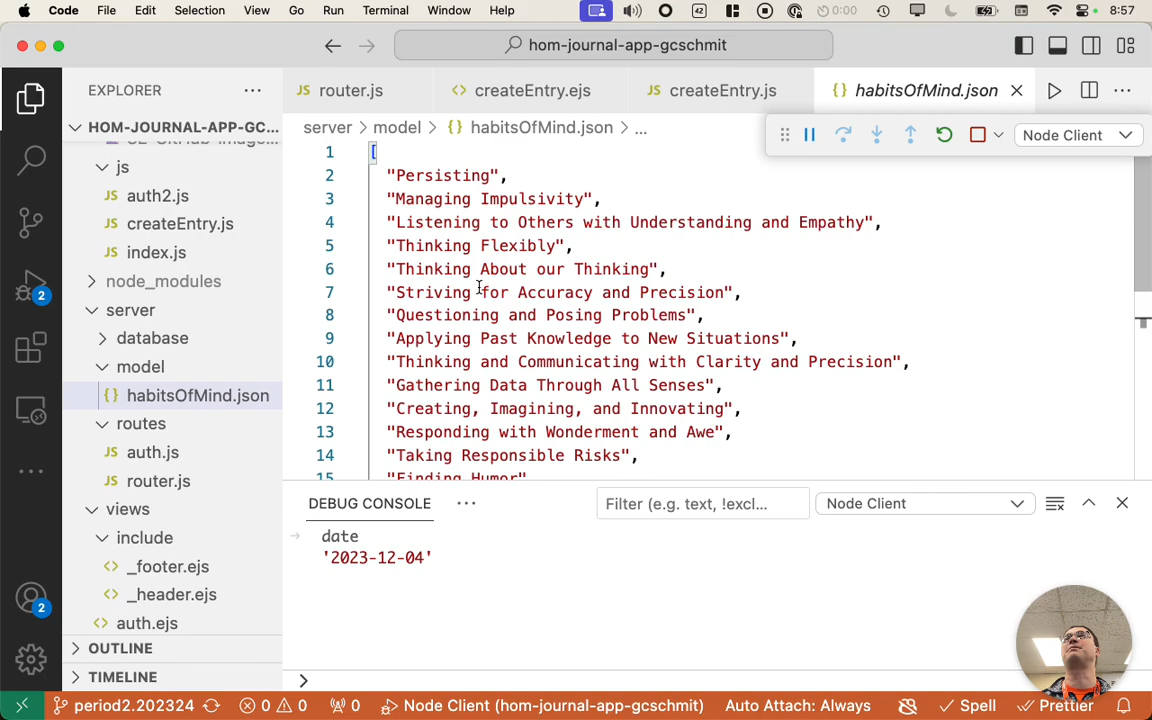 Code File Edit Selection View Go Run Terminal Window Help 42 0:00 8:57
hom-journal-app-gcschmit
EXPLORER
router.js
createEntry.ejs
createEntry.js
habitsOfMind.json
HOM-JOURNAL-APP-GC...
server > model > {} habitsOfMind.json > ...
Node Client
js
auth2.js
createEntry.js
index.js
node_modules
server
database
model
habitsOfMind.json
routes
auth.js
router.js
views
include
_footer.ejs
_header.ejs
auth.ejs
OUTLINE
TIMELINE
2
2
1 [
2 "Persisting",
3 "Managing Impulsivity",
4 "Listening to Others with Understanding and Empathy",
5 "Thinking Flexibly",
6 "Thinking About our Thinking",
7 "Striving for Accuracy and Precision",
8 "Questioning and Posing Problems",
9 "Applying Past Knowledge to New Situations",
10 "Thinking and Communicating with Clarity and Precision",
11 "Gathering Data Through All Senses",
12 "Creating, Imagining, and Innovating",
13 "Responding with Wonderment and Awe",
14 "Taking Responsible Risks",
15 "Finding Humor"
DEBUG CONSOLE
Filter (e.g. text, !excl...
Node Client
date
'2023-12-04'
period2.202324 0 0 0 Node Client (hom-journal-app-gcschmit) Auto Attach: Always Spell Prettier